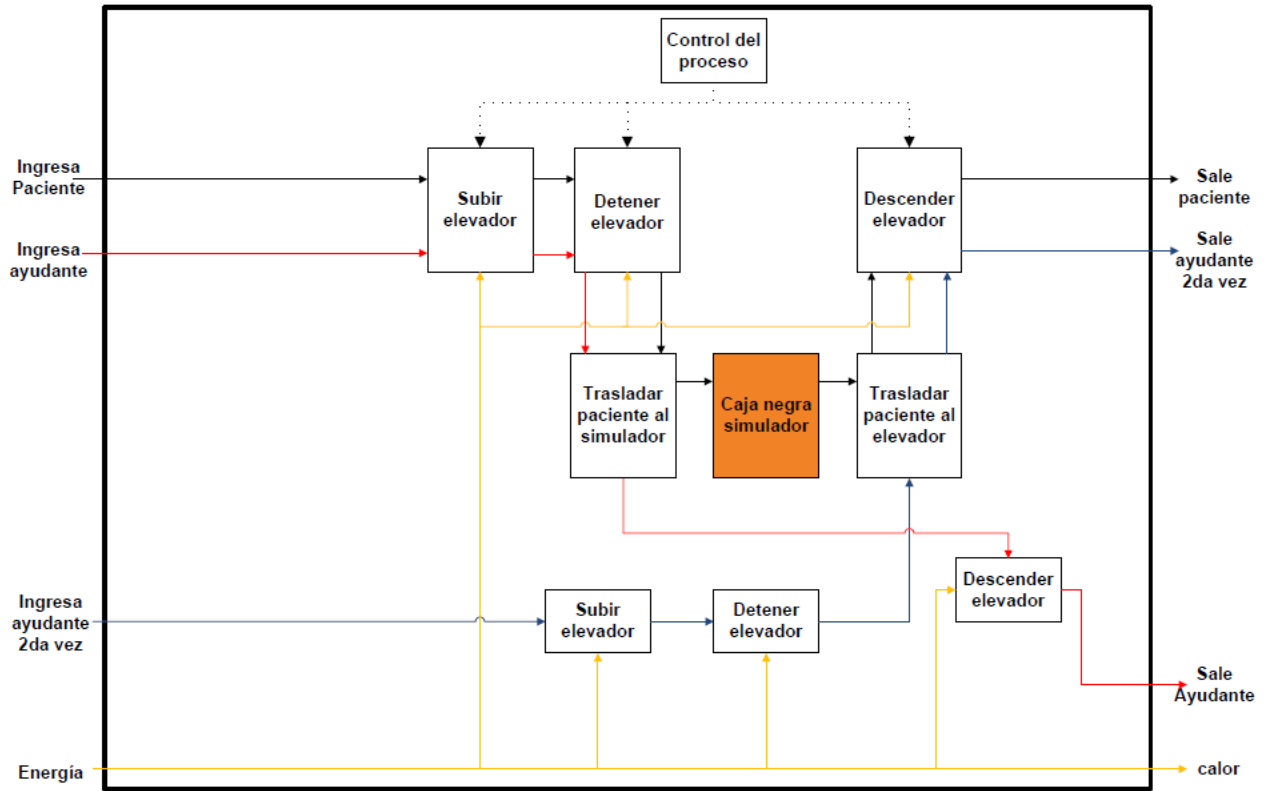 Control del
proceso
Ingresa
Paciente
Subir
elevador
Detener
elevador
Descender
elevador
Sale
paciente
Ingresa
ayudante
Sale
ayudante
2da vez
Trasladar
paciente al
simulador
Caja negra
simulador
Trasladar
paciente al
elevador
Ingresa
ayudante
2da vez
Subir
elevador
Detener
elevador
Descender
elevador
Sale
Ayudante
Energía
calor